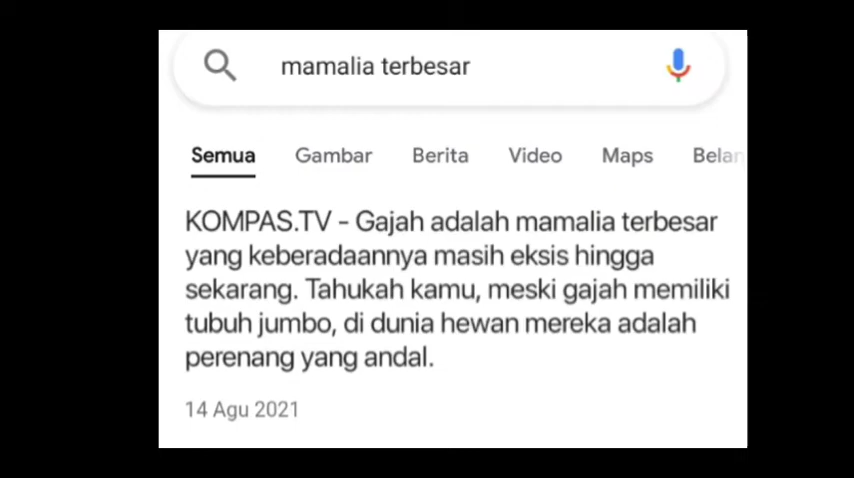 mamalia terbesar
Semua Gambar Berita Video Maps Belan
KOMPAS.TV - Gajah adalah mamalia terbesar
yang keberadaannya masih eksis hingga
sekarang. Tahukah kamu, meski gajah memiliki
tubuh jumbo, di dunia hewan mereka adalah
perenang yang andal.
14 Agu 2021